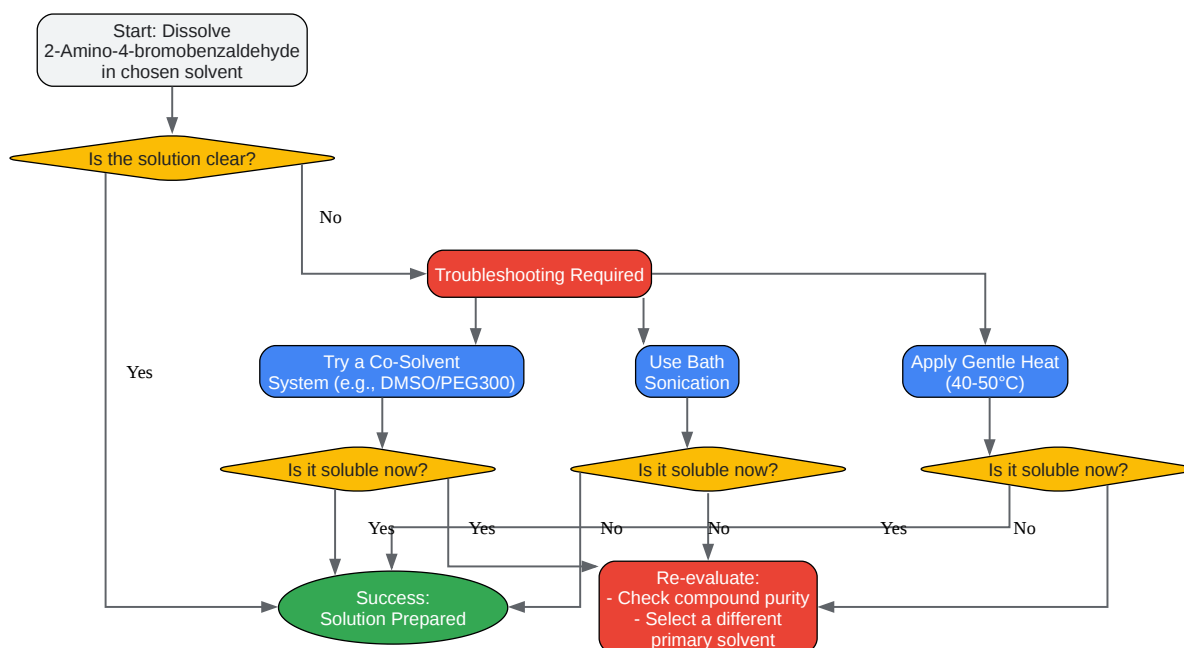 Start: Dissolve
2-Amino-4-bromobenzaldehyde
in chosen solvent
Is the solution clear?
No
Troubleshooting Required
Yes
Try a Co-Solvent
System (e.g., DMSO/PEG300)
Use Bath
Sonication
Apply Gentle Heat
(40-50°C)
Is it soluble now?
Is it soluble now?
Is it soluble now?
Yes
Yes
No
No
Yes
No
Success:
Solution Prepared
Re-evaluate:
- Check compound purity
- Select a different
primary solvent